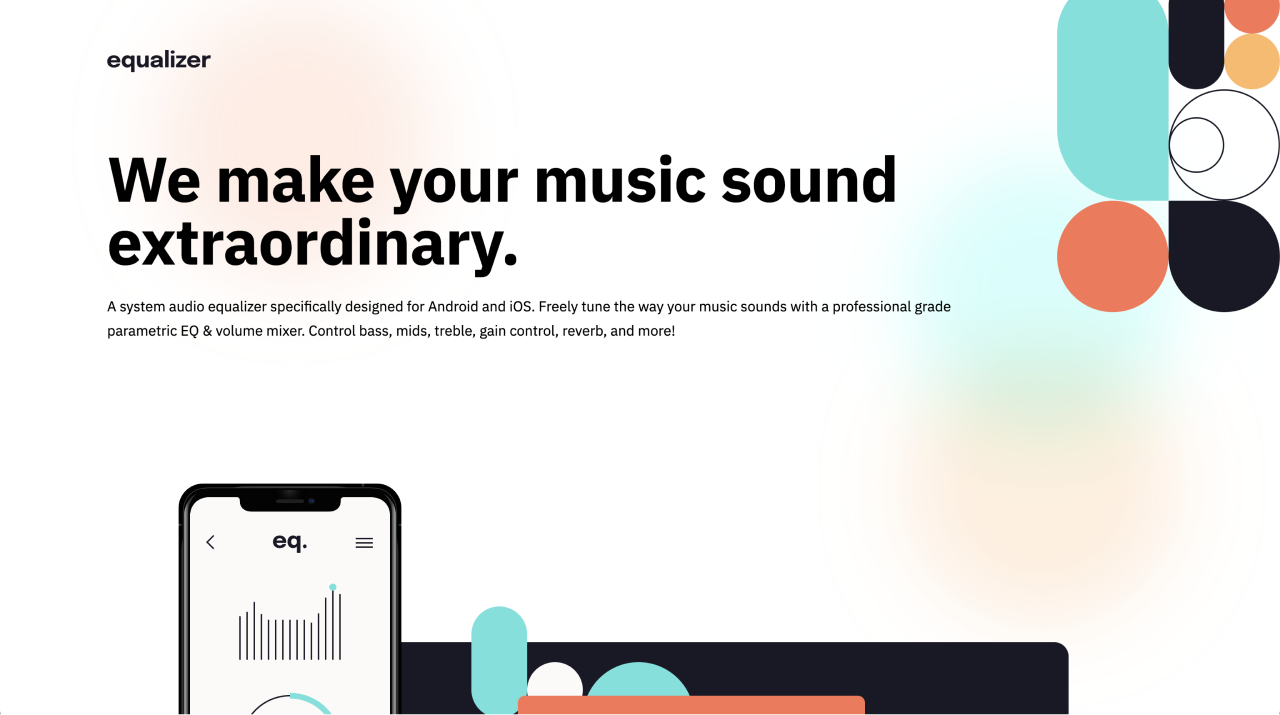 equalizer
We make your music sound
extraordinary.
A system audio equalizer specifically designed for Android and iOS. Freely tune the way your music sounds with a professional grade
parametric EQ & volume mixer. Control bass, mids, treble, gain control, reverb, and more!
eq.